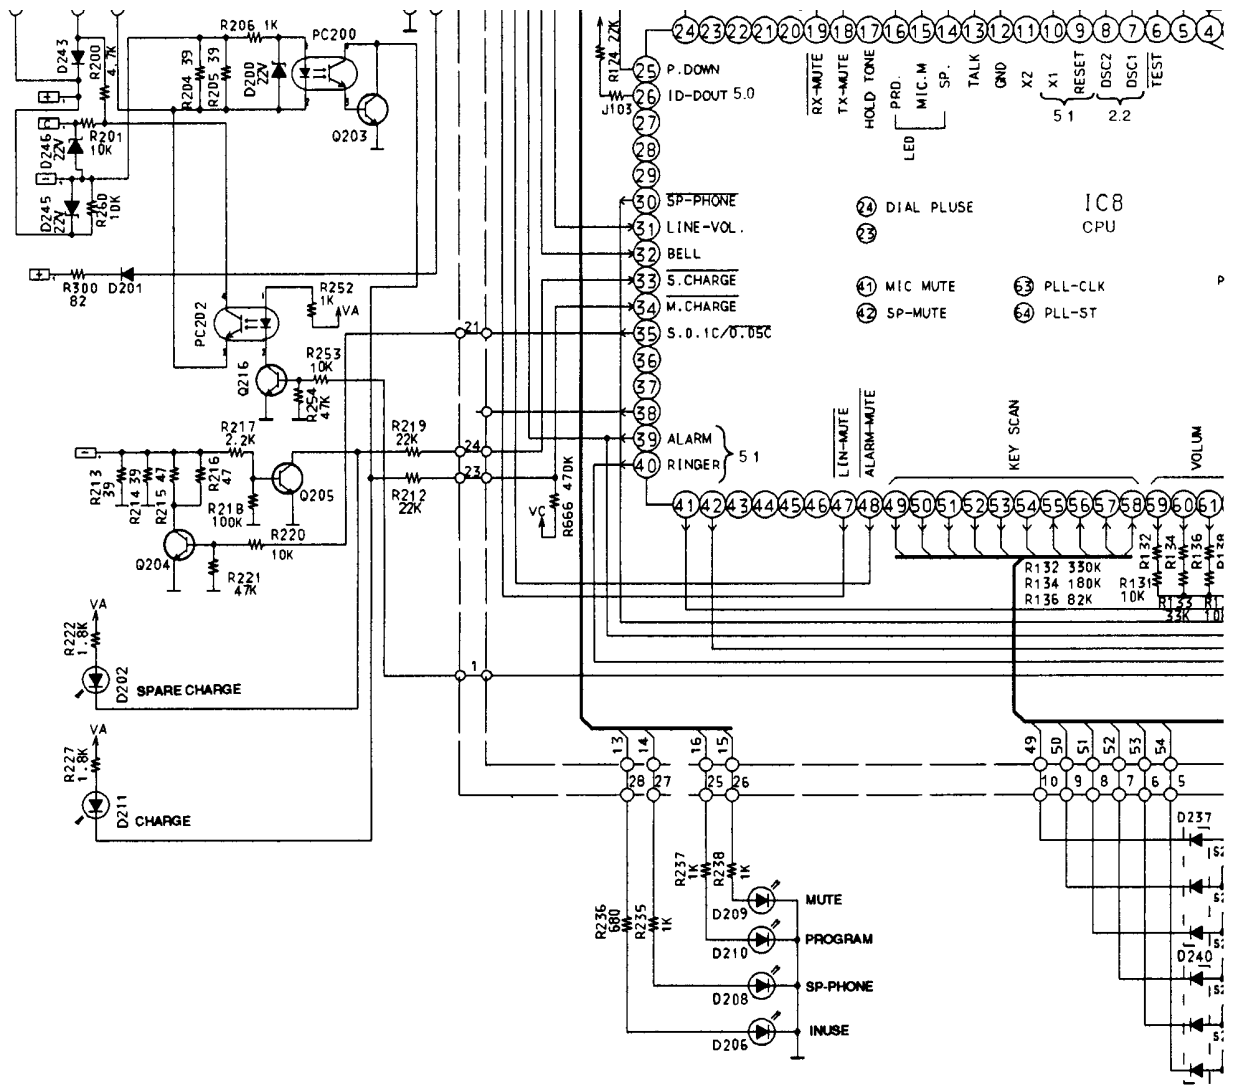 R206 1K
PC200
D243
R200
4.7K
R204 39
R205 39
D200
22V
Q203
R201
10K
D246
22V
D245
22V
R260
10K
R300
82
D201
PC202
R252
1K
VA
R253
10K
Q216
R254
47K
R217
2.2K
R219
22K
R213
39
R214 39
R215 47
R216
47
Q205
R218
100K
R212
22K
R220
10K
Q204
R221
47K
VC
R666 470K
21
24
23
1
VA
R222
1.8K
D202
SPARE CHARGE
VA
R227
1.8K
D211
CHARGE
R124 22K
J103
24 23 22 21 20 19 18 17 16 15 14 13 12 11 10 9 8 7 6 5 4
RX-MUTE
TX-MUTE
HOLD TONE
PRD.
MIC.M
SP.
LED
TALK
GND
X2
X1
RESET
5 1
DSC2
DSC1
2.2
TEST
25 P.DOWN
26 ID-DOUT 5.0
27
28
29
30 SP-PHONE
31 LINE-VOL.
32 BELL
33 S.CHARGE
34 M.CHARGE
35 S.0.1C/0.05C
36
37
38
39 ALARM
40 RINGER
5 1
24 DIAL PLUSE
23
IC8
CPU
41 MIC MUTE
42 SP-MUTE
63 PLL-CLK
64 PLL-ST
P
LIN-MUTE
ALARM-MUTE
KEY SCAN
VOLUM
41 42 43 44 45 46 47 48 49 50 51 52 53 54 55 56 57 58 59 60 61
R132
R134
R136
R138
R132 330K
R134 180K
R136 82K
R131
10K
R133
33K
R1
10K
13
14
16
15
28
27
25
26
49
50
51
52
53
54
10
9
8
7
6
5
R237
1K
R238
1K
R236
680
R235
1K
D209
MUTE
D210
PROGRAM
D208
SP-PHONE
D206
INUSE
D237
D240